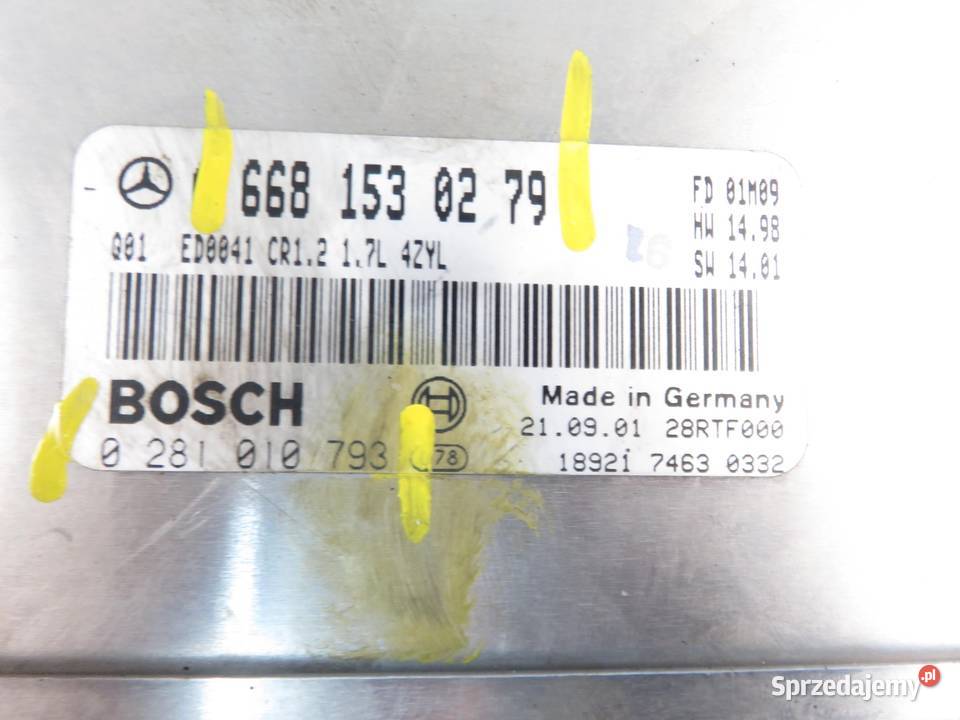 668 153 02 79
FD 01M09
HW 14.98
SW 14.01
Q01 ED0041 CR1.2 1.7L 4ZYL
BOSCH
Made in Germany
21.09.01 28RTF000
0 281 010 793 78
18921 7463 0332
Sprzedajemy.pl